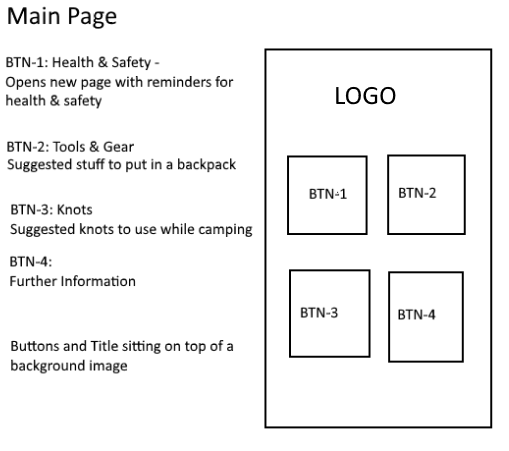 Main Page
BTN-1: Health & Safety -
Opens new page with reminders for
health & safety
BTN-2: Tools & Gear
Suggested stuff to put in a backpack
BTN-3: Knots
Suggested knots to use while camping
BTN-4:
Further Information
Buttons and Title sitting on top of a
background image
LOGO
BTN-1
BTN-2
BTN-3
BTN-4